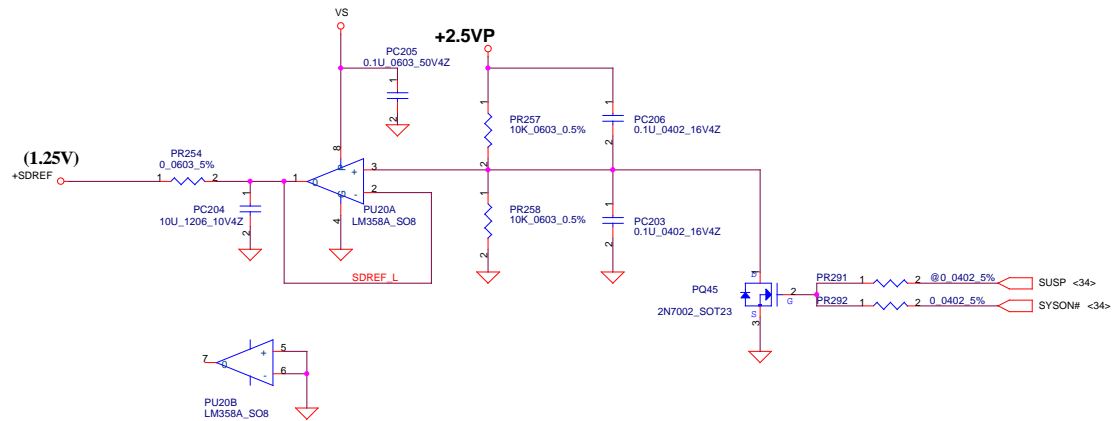 VS
+2.5VP
PC205
0.1U_0603_50V4Z
1
2
1
PR257
10K_0603_0.5%
2
1
PC206
0.1U_0402_16V4Z
2
(1.25V)
+SDREF
PR254
0_0603_5%
1 2
1
PC204
10U_1206_10V4Z
2
8
P
1
O
+
3
-
2
G
4
PU20A
LM358A_SO8
SDREF_L
1
PR258
10K_0603_0.5%
2
1
PC203
0.1U_0402_16V4Z
2
1
D
PQ45
2N7002_SOT23
2
G
S
3
PR291 1 2 @0_0402_5% SUSP <34>
PR292 1 2 0_0402_5% SYSON# <34>
7
O
+
5
-
6
PU20B
LM358A_SO8